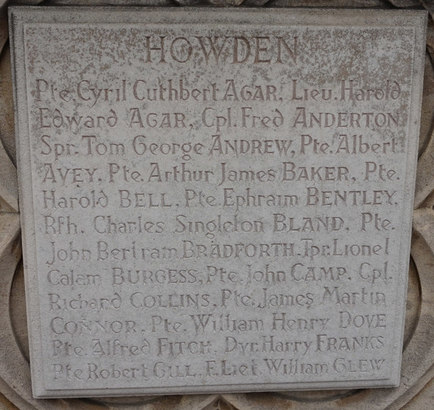 HOWDEN
Pte. Cyril Cuthbert AGAR, Lieu. Harold
Edward AGAR, Cpl. Fred ANDERTON
Spr. Tom George ANDREW, Pte. Albert
AVEY, Pte. Arthur James BAKER, Pte.
Harold BELL, Pte. Ephraim BENTLEY,
Rfn. Charles Singleton BLAND, Pte.
John Bertram BRADFORTH, Tpr. Lionel
Calam BURGESS, Pte. John CAMP, Cpl.
Richard COLLINS, Pte. James Martin
CONNOR, Pte. William Henry DOVE
Pte. Alfred FITCH, Dvr. Harry FRANKS
Pte Robert GILL, F. Liet. William GLEW